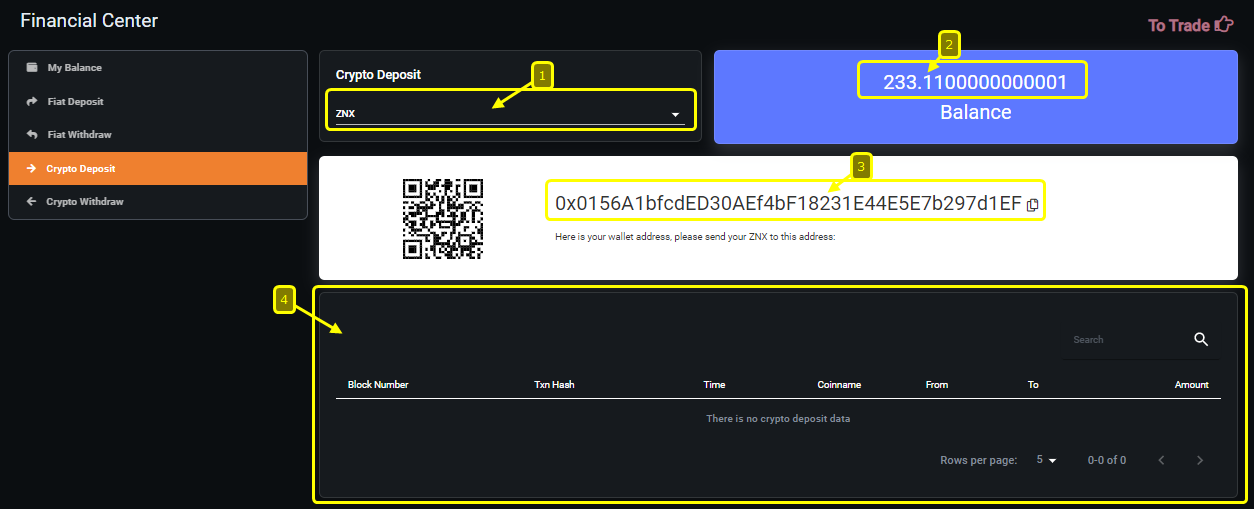 Financial Center
To Trade
My Balance
Fiat Deposit
Fiat Withdraw
Crypto Deposit
Crypto Withdraw
Crypto Deposit
1
ZNX
2
233.1100000000001
Balance
3
0x0156A1bfcdED30AEf4bF18231E44E5E7b297d1EF
Here is your wallet address, please send your ZNX to this address:
4
Search
Block Number Txn Hash Time Coinname From To Amount
There is no crypto deposit data
Rows per page: 5 0-0 of 0